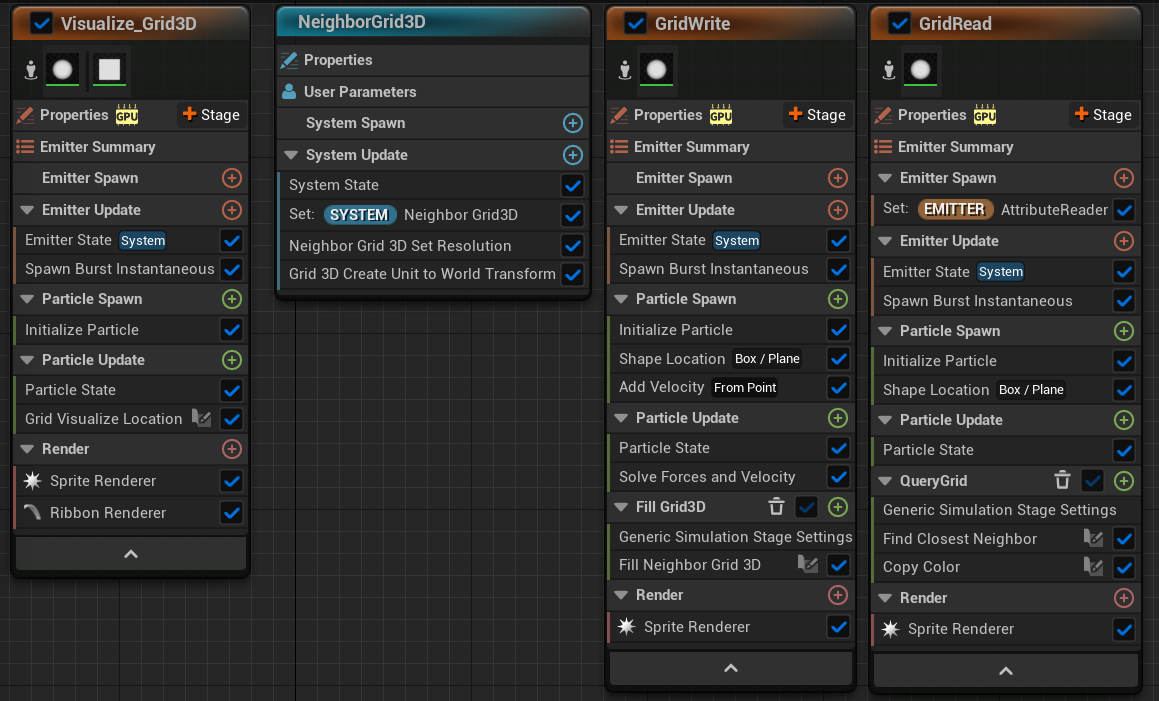 Visualize_Grid3D
Properties GPU Stage
Emitter Summary
Emitter Spawn
Emitter Update
Emitter State System
Spawn Burst Instantaneous
Particle Spawn
Initialize Particle
Particle Update
Particle State
Grid Visualize Location
Render
Sprite Renderer
Ribbon Renderer
NeighborGrid3D
Properties
User Parameters
System Spawn
System Update
System State
Set: SYSTEM Neighbor Grid3D
Neighbor Grid 3D Set Resolution
Grid 3D Create Unit to World Transform
GridWrite
Properties GPU Stage
Emitter Summary
Emitter Spawn
Emitter Update
Emitter State System
Spawn Burst Instantaneous
Particle Spawn
Initialize Particle
Shape Location Box / Plane
Add Velocity From Point
Particle Update
Particle State
Solve Forces and Velocity
Fill Grid3D
Generic Simulation Stage Settings
Fill Neighbor Grid 3D
Render
Sprite Renderer
GridRead
Properties GPU Stage
Emitter Summary
Emitter Spawn
Set: EMITTER AttributeReader
Emitter Update
Emitter State System
Spawn Burst Instantaneous
Particle Spawn
Initialize Particle
Shape Location Box / Plane
Particle Update
Particle State
QueryGrid
Generic Simulation Stage Settings
Find Closest Neighbor
Copy Color
Render
Sprite Renderer